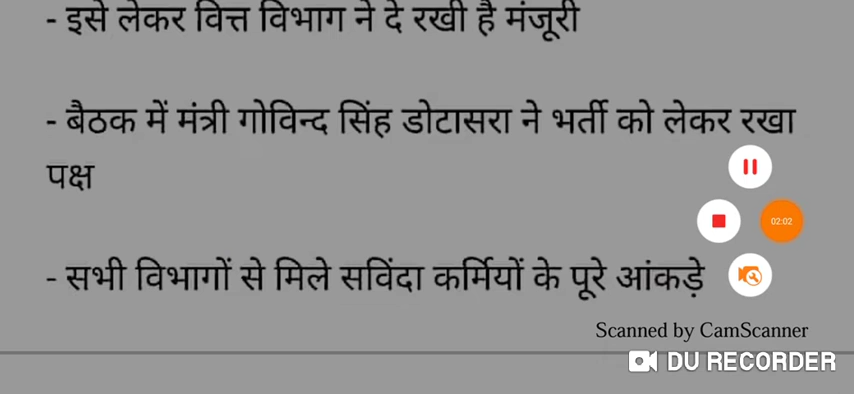 - इसे लेकर वित्त विभाग ने दे रखी है मंजूरी
- बैठक में मंत्री गोविन्द सिंह डोटासरा ने भर्ती को लेकर रखा
पक्ष
02:02
- सभी विभागों से मिले सविंदा कर्मियों के पूरे आंकड़े
Scanned by CamScanner
DU RECORDER